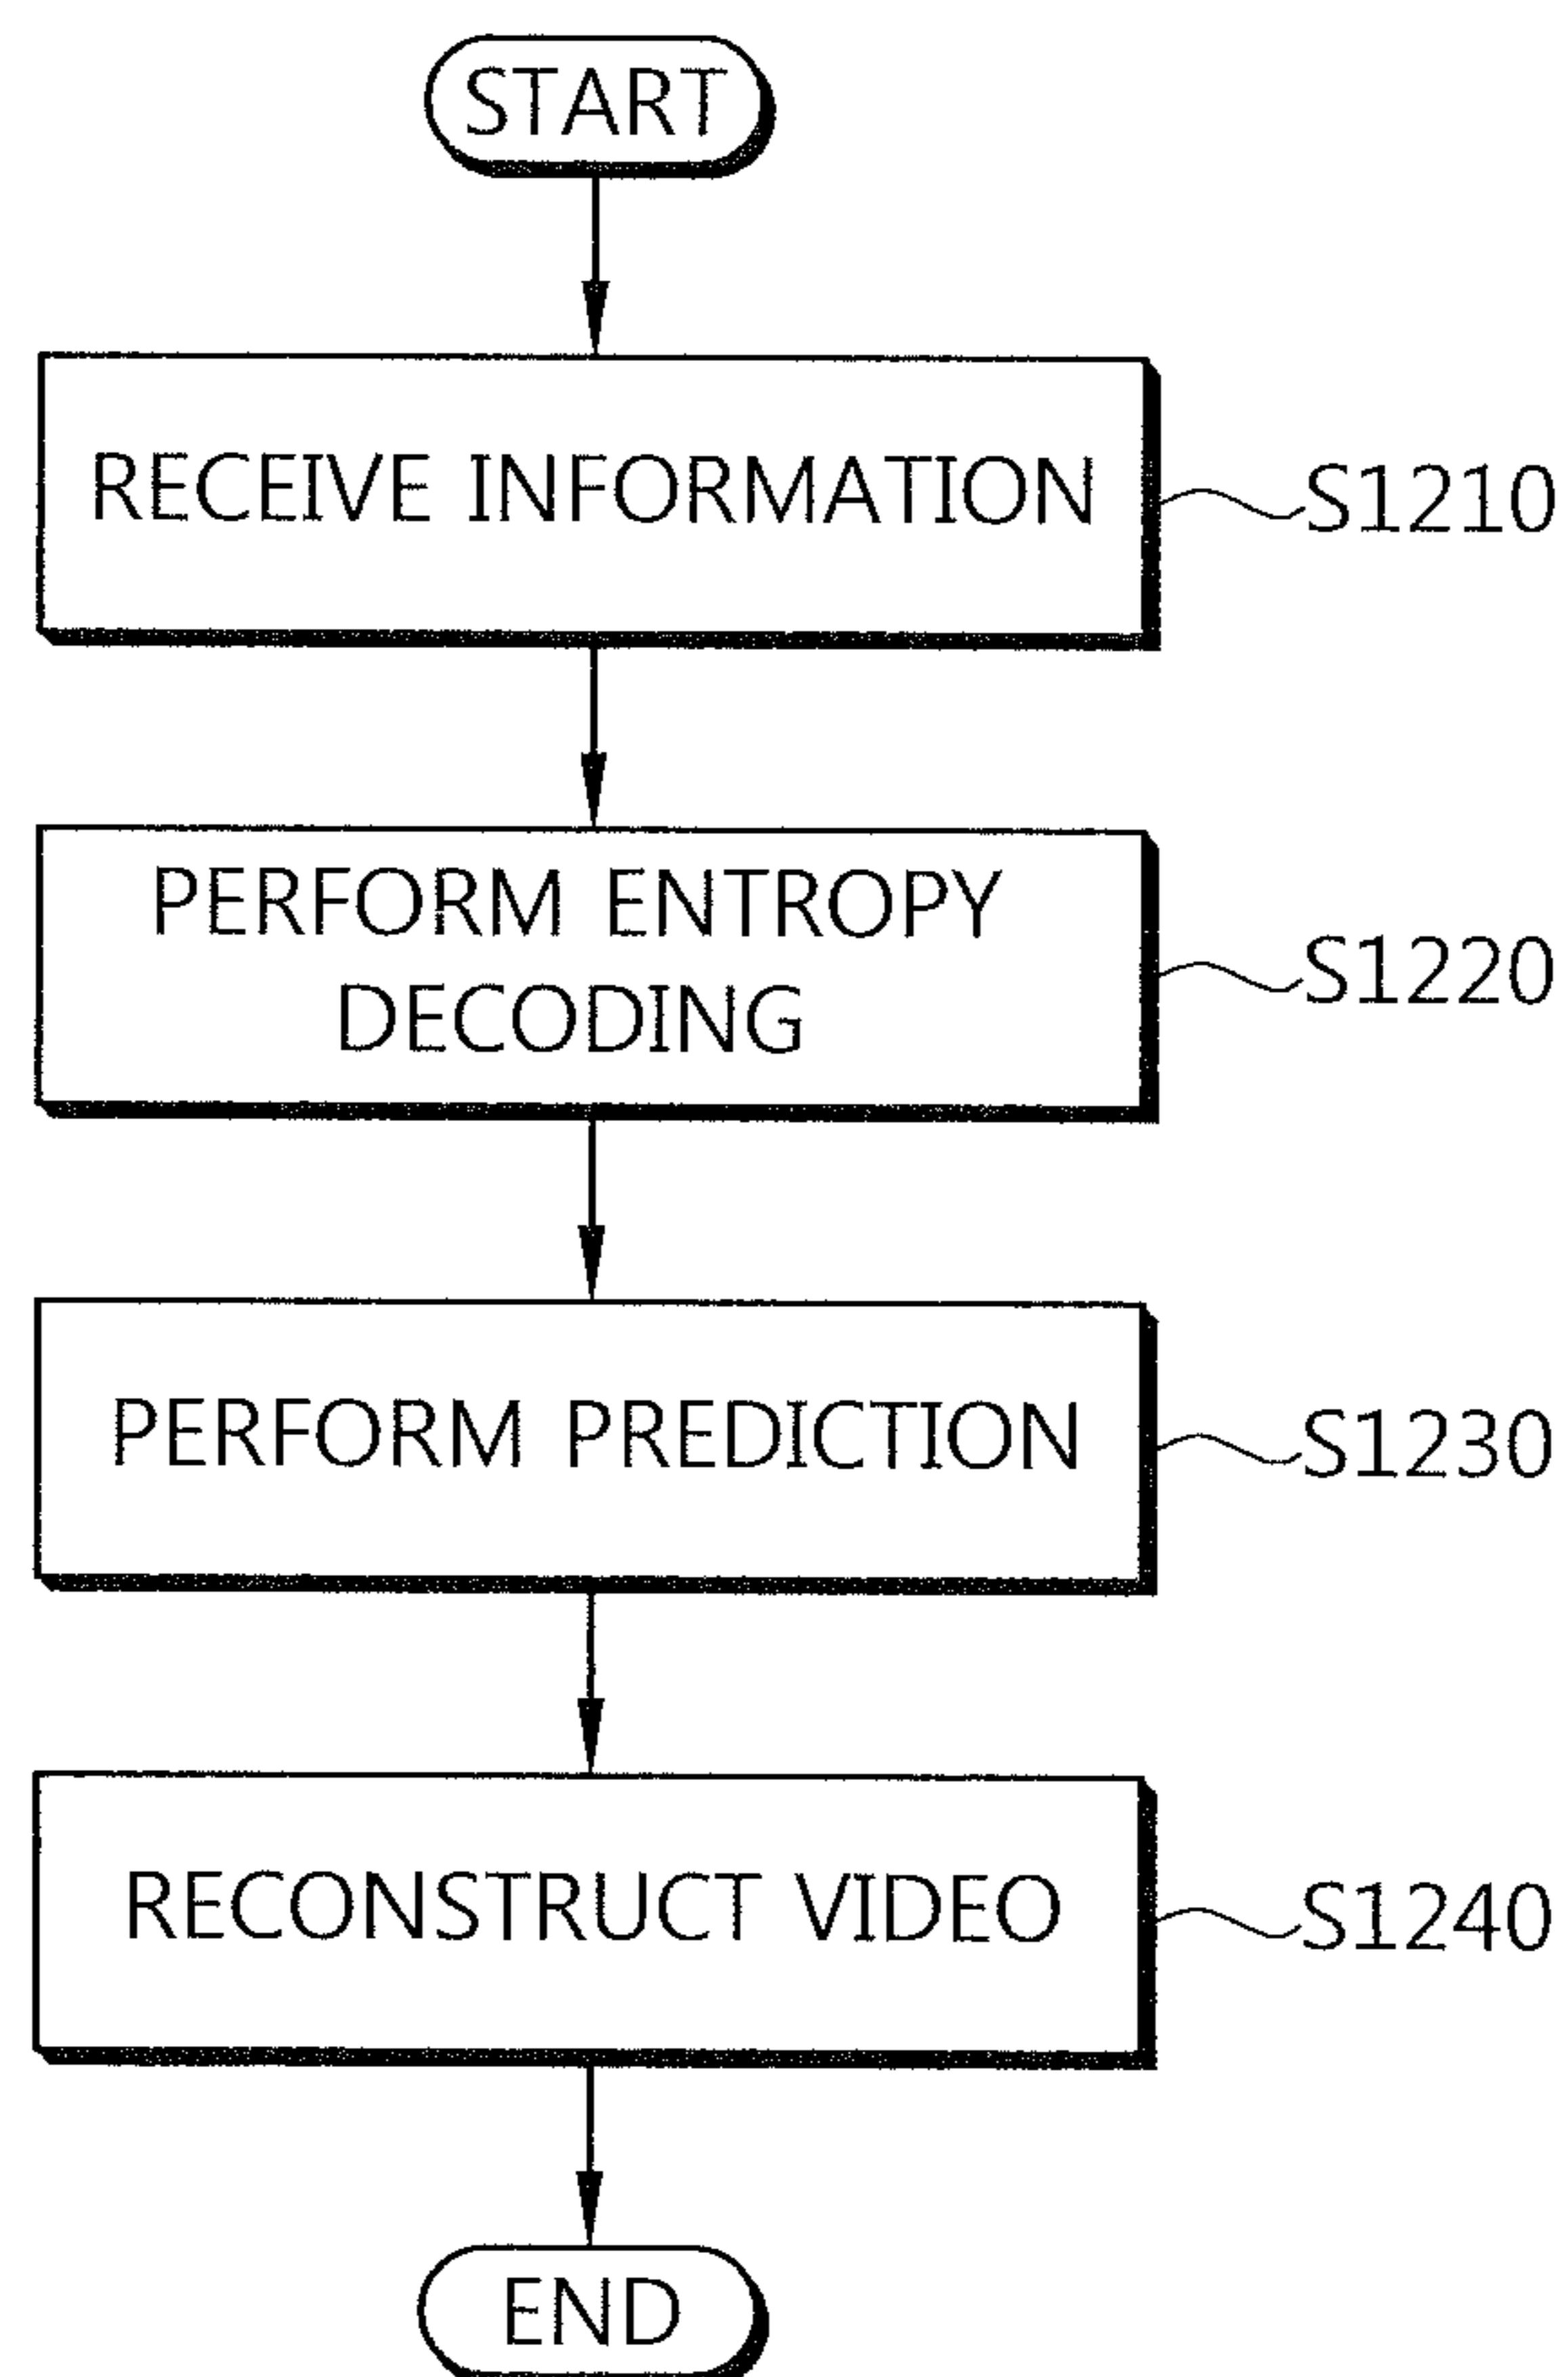 START
RECEIVE INFORMATION
S1210
PERFORM ENTROPY
DECODING
S1220
PERFORM PREDICTION
S1230
RECONSTRUCT VIDEO
S1240
END